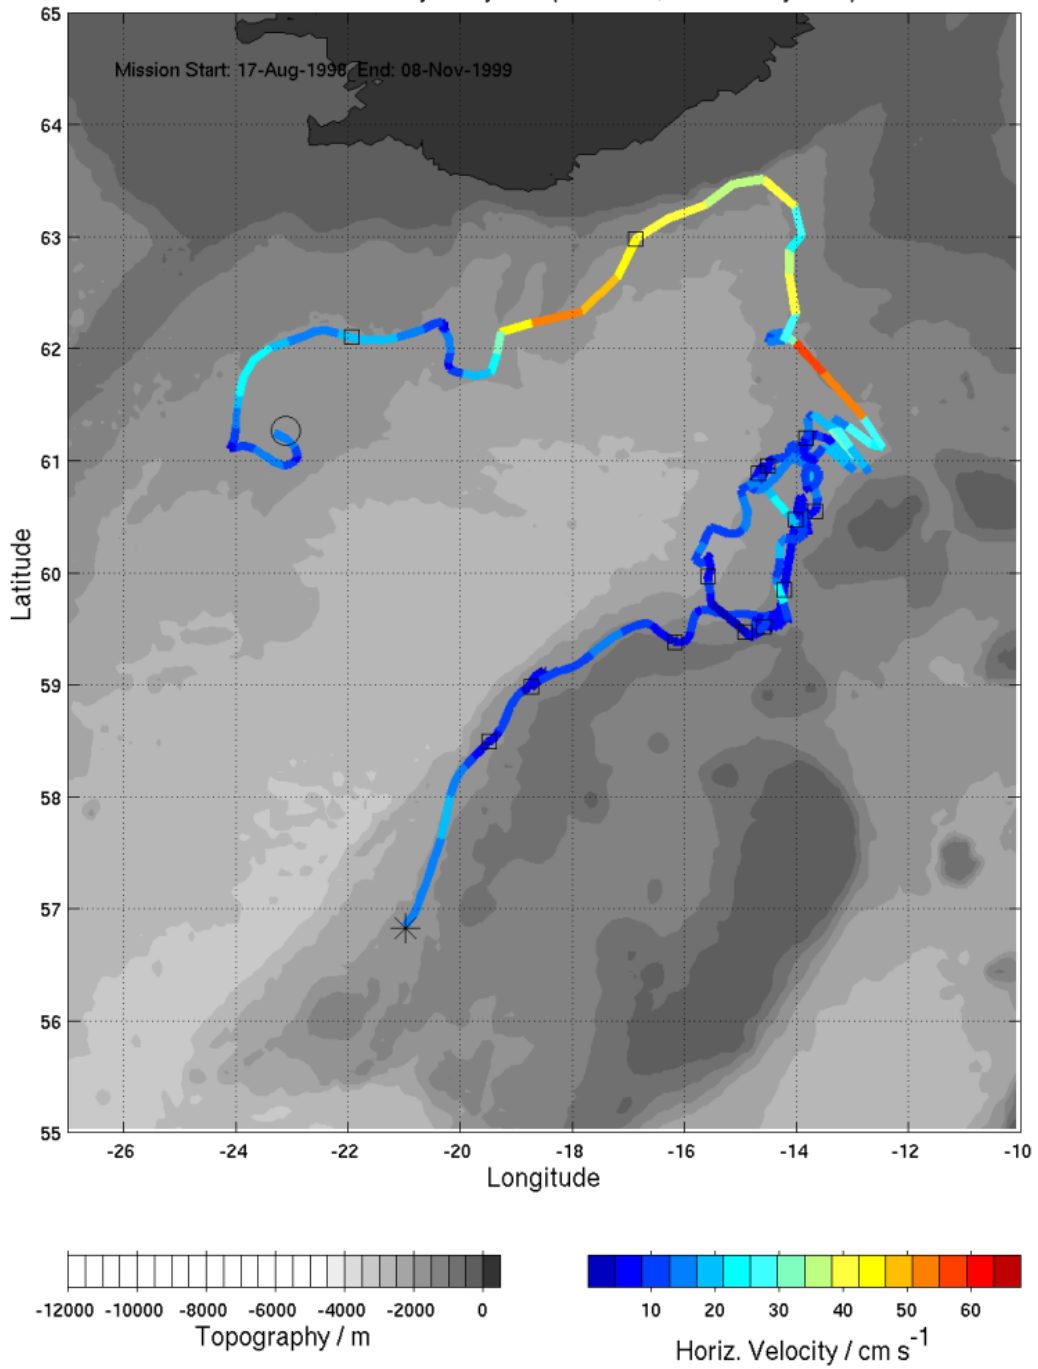 65
Mission Start: 17-Aug-1998 End: 08-Nov-1999
64
63
62
61
60
59
58
57
56
55
Latitude
-26 -24 -22 -20 -18 -16 -14 -12 -10
Longitude
-12000 -10000 -8000 -6000 -4000 -2000 0
Topography / m
10 20 30 40 50 60
Horiz. Velocity / cm s-1